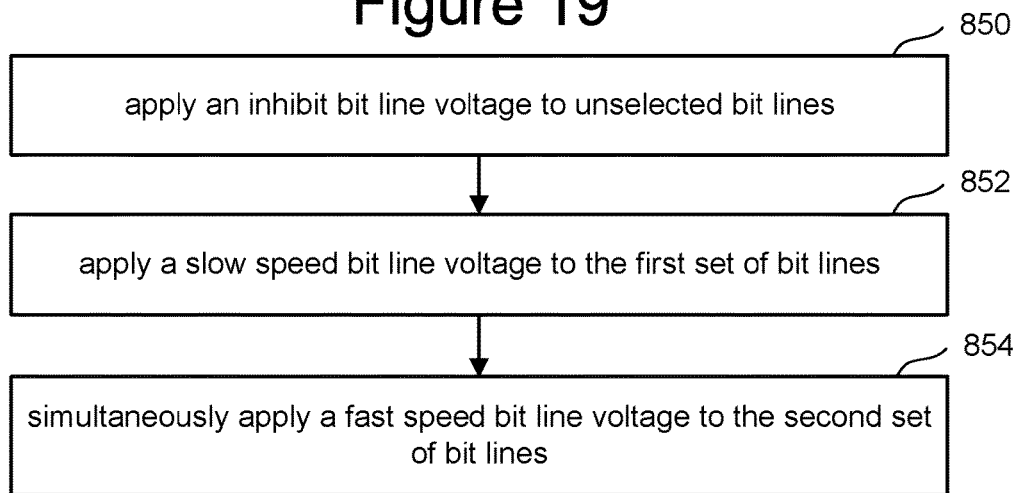 Figure 19
850
apply an inhibit bit line voltage to unselected bit lines
852
apply a slow speed bit line voltage to the first set of bit lines
854
simultaneously apply a fast speed bit line voltage to the second set
of bit lines